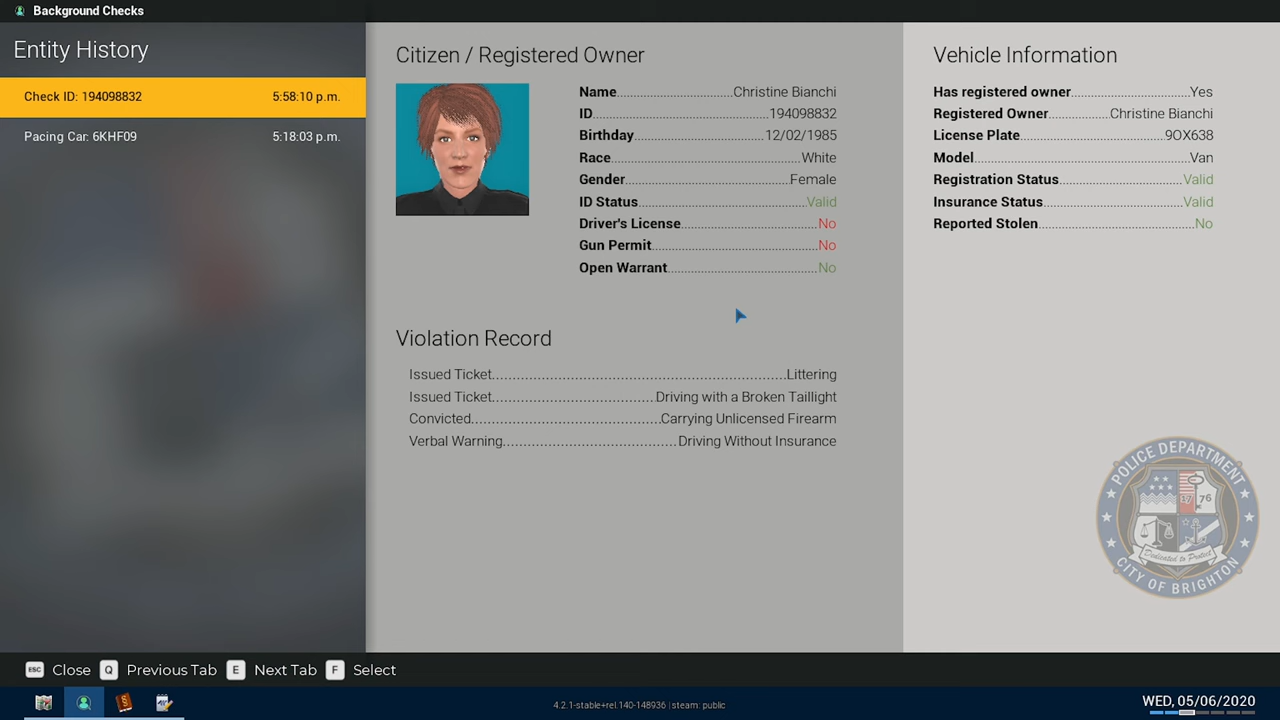 Background Checks
Entity History
Check ID: 194098832 5:58:10 p.m.
Pacing Car: 6KHF09 5:18:03 p.m.
Citizen / Registered Owner
Name Christine Bianchi
ID 194098832
Birthday 12/02/1985
Race White
Gender Female
ID Status Valid
Driver's License No
Gun Permit No
Open Warrant No
Violation Record
Issued Ticket Littering
Issued Ticket Driving with a Broken Taillight
Convicted Carrying Unlicensed Firearm
Verbal Warning Driving Without Insurance
Vehicle Information
Has registered owner Yes
Registered Owner Christine Bianchi
License Plate 9OX638
Model Van
Registration Status Valid
Insurance Status Valid
Reported Stolen No
POLICE DEPARTMENT
17 76
Dedicated to Protect
CITY OF BRIGHTON
ESC Close Q Previous Tab E Next Tab F Select
4.2.1-stable+rel.140-148936 | steam: public
WED, 05/06/2020